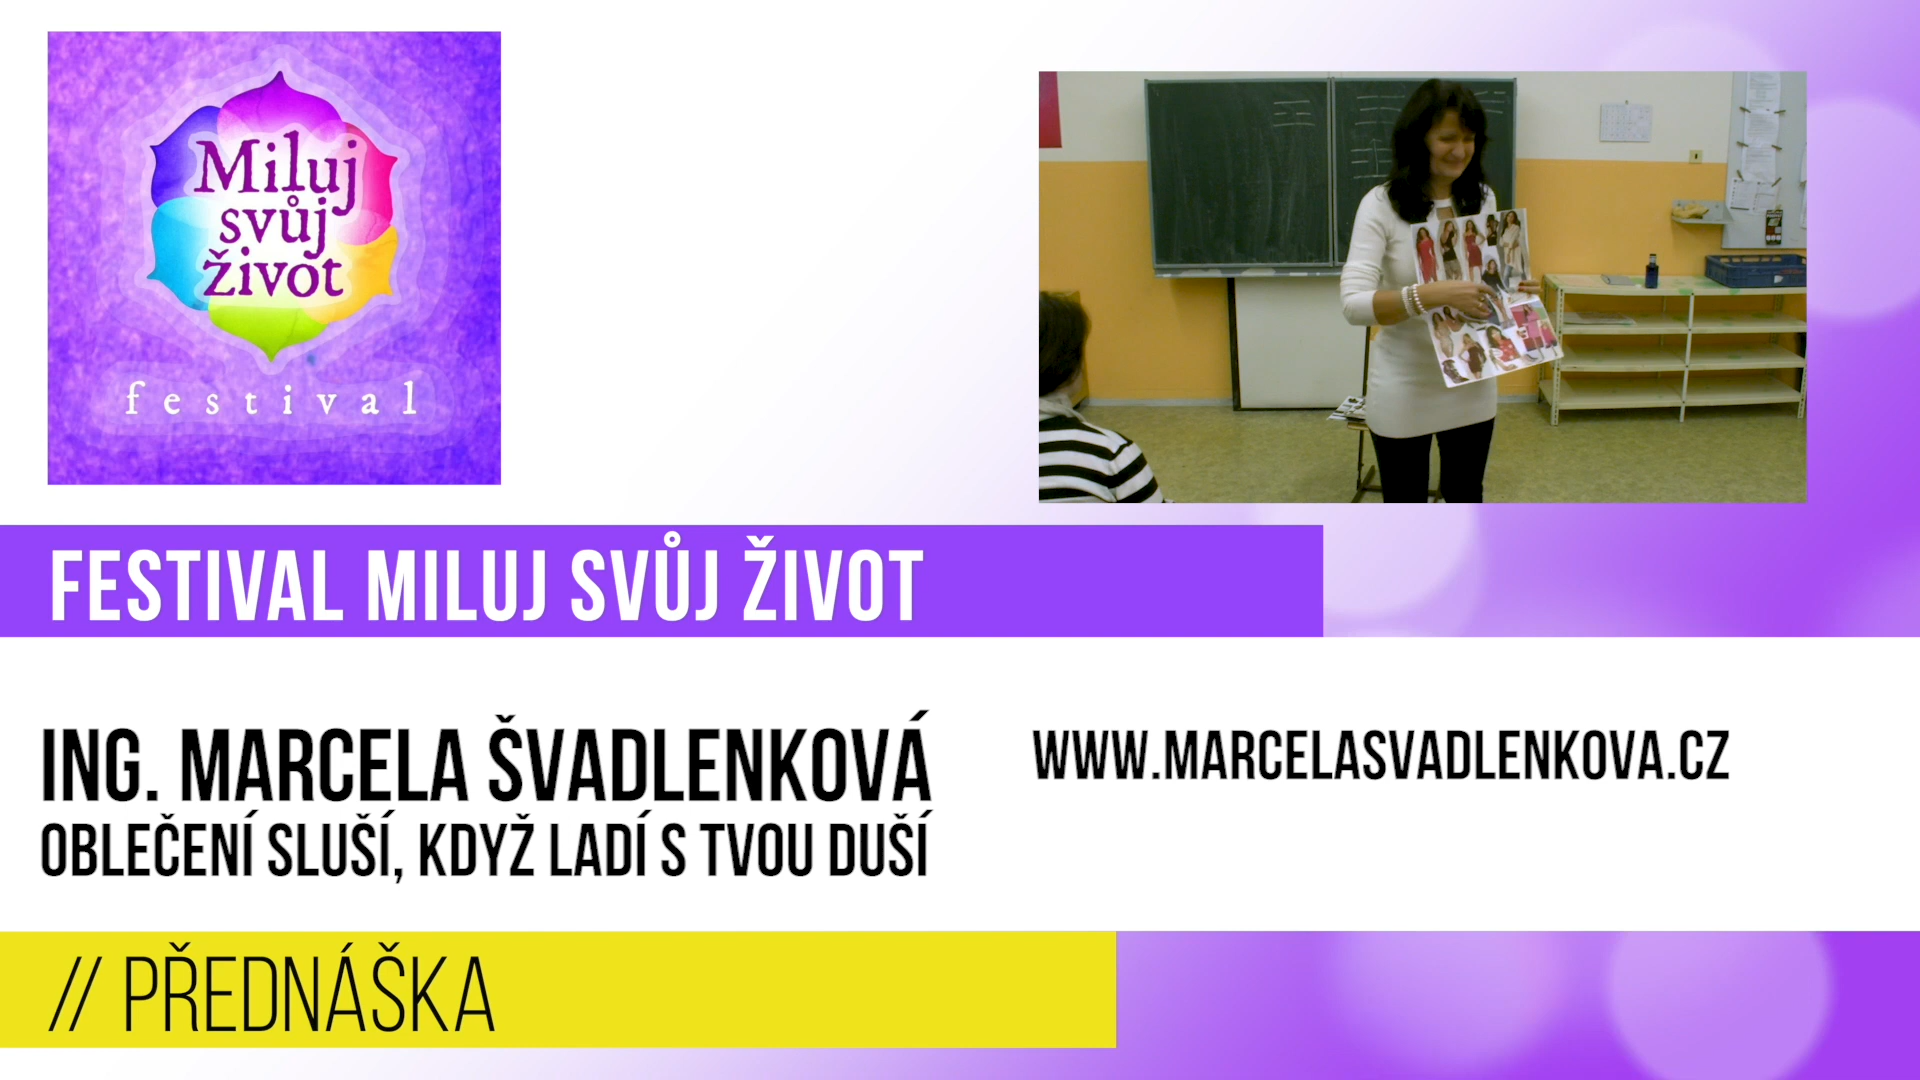 Miluj
svůj
život
festival
FESTIVAL MILUJ SVŮJ ŽIVOT
ING. MARCELA ŠVADLENKOVÁ
OBLEČENÍ SLUŠÍ, KDYŽ LADÍ S TVOU DUŠÍ
WWW.MARCELASVADLENKOVA.CZ
// PŘEDNÁŠKA